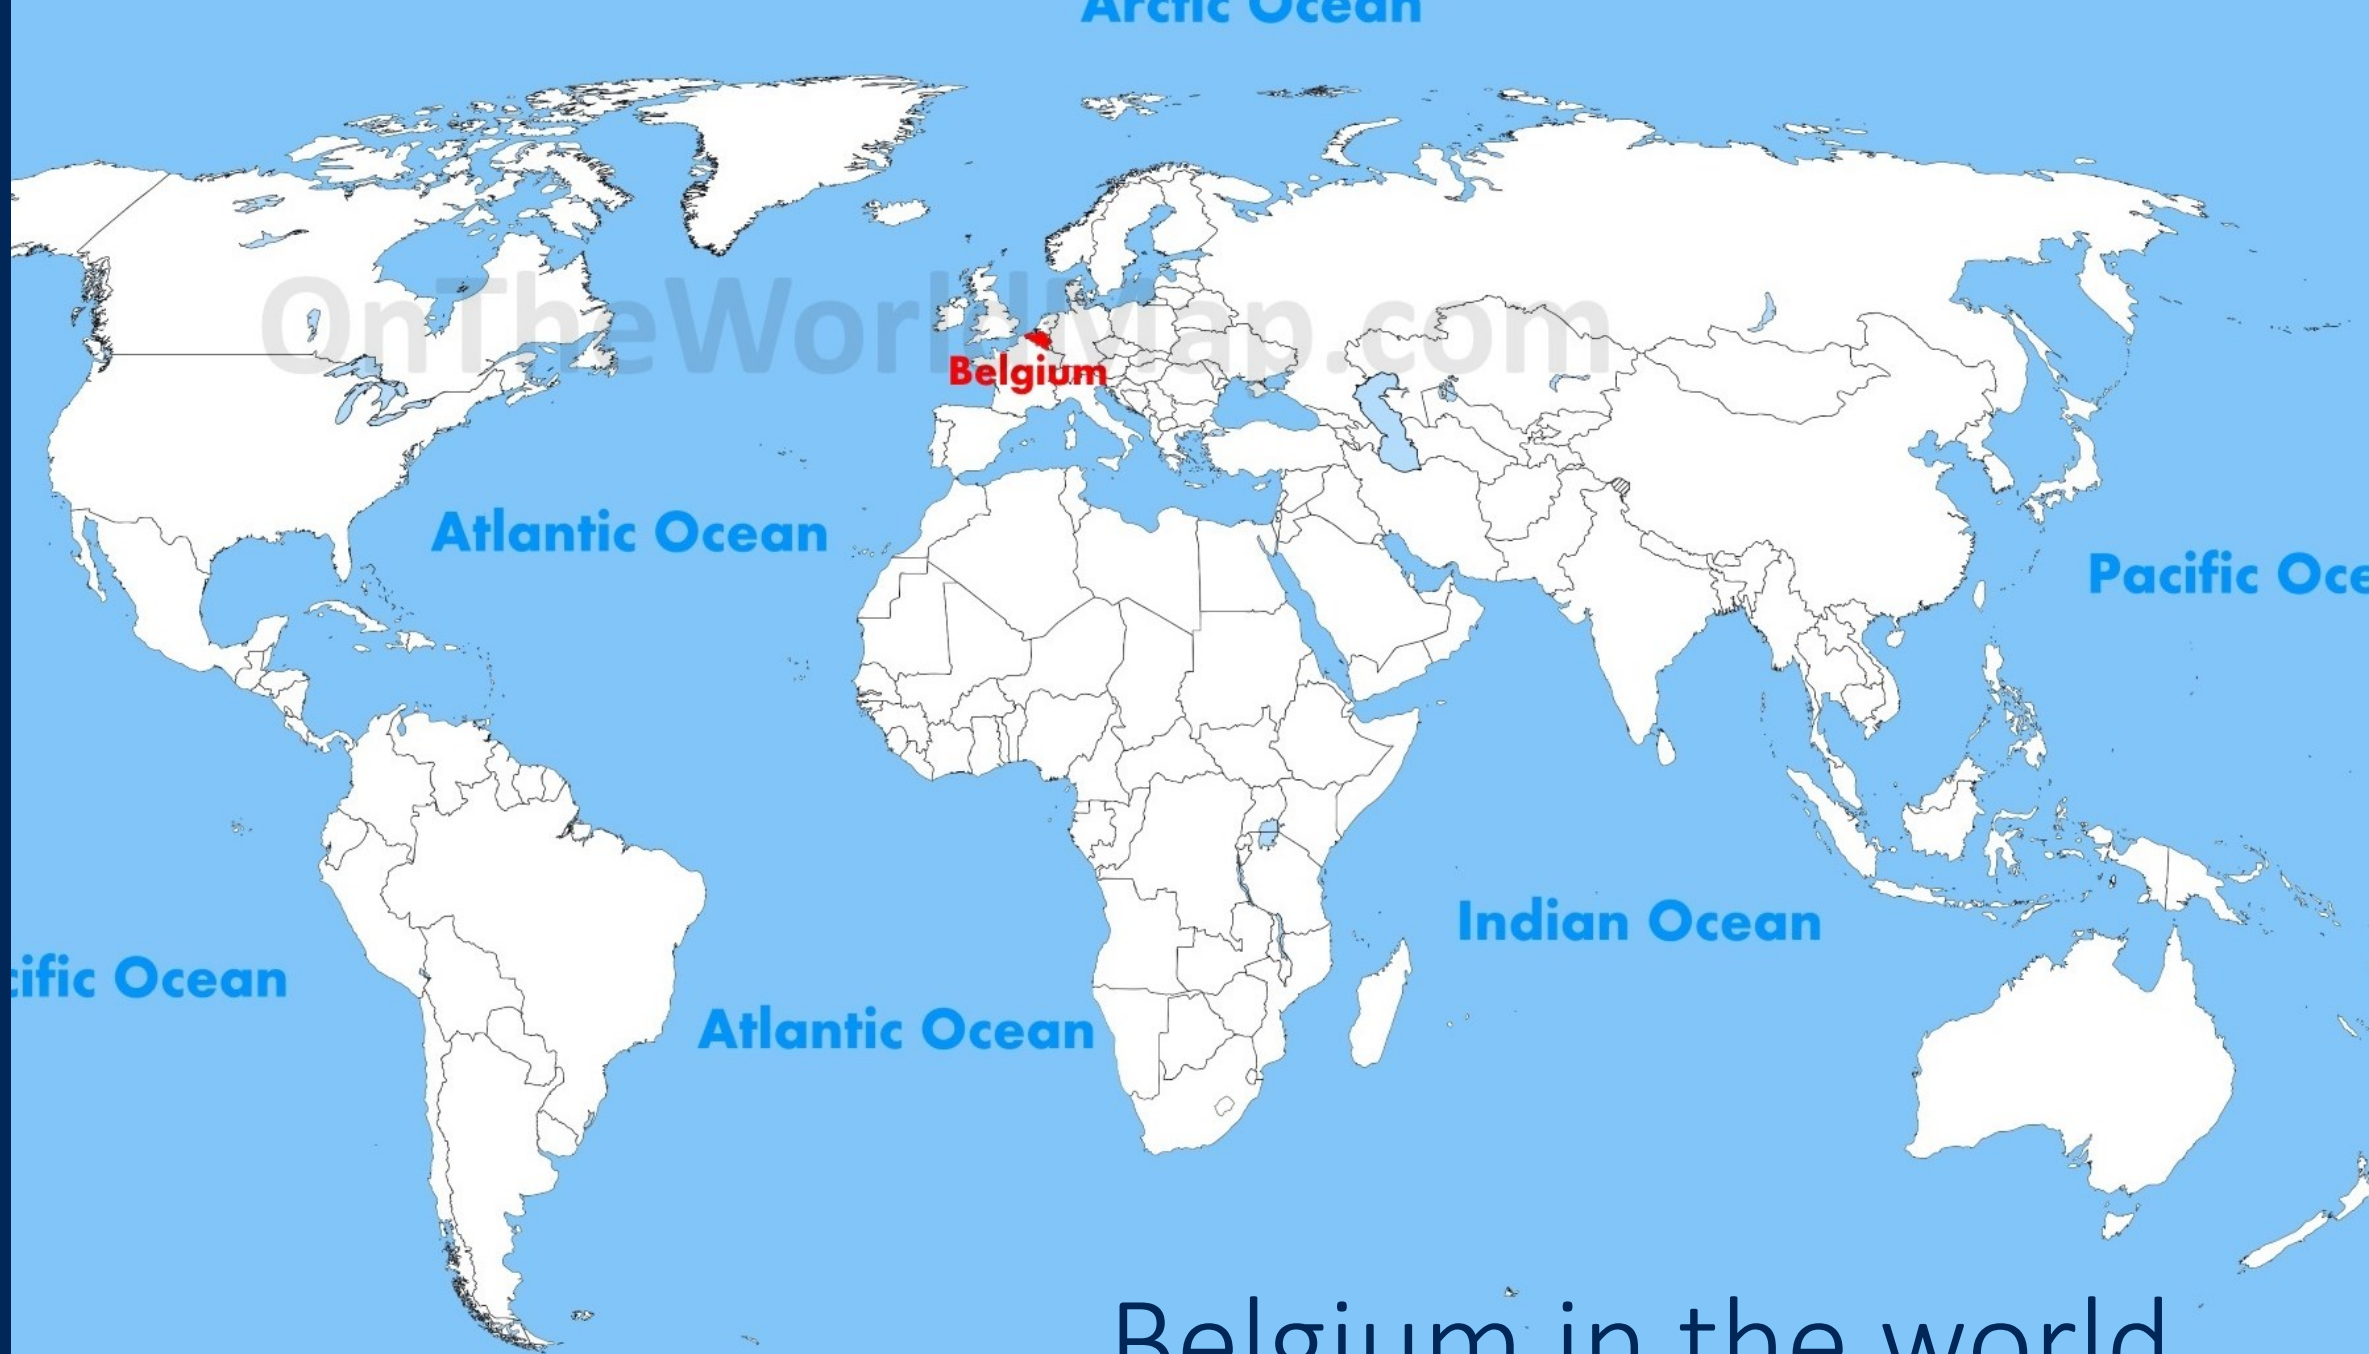 Arctic Ocean
OnTheWorldMap.com
Belgium
Atlantic Ocean
Pacific Oce
Indian Ocean
cific Ocean
Atlantic Ocean
Belgium in the world